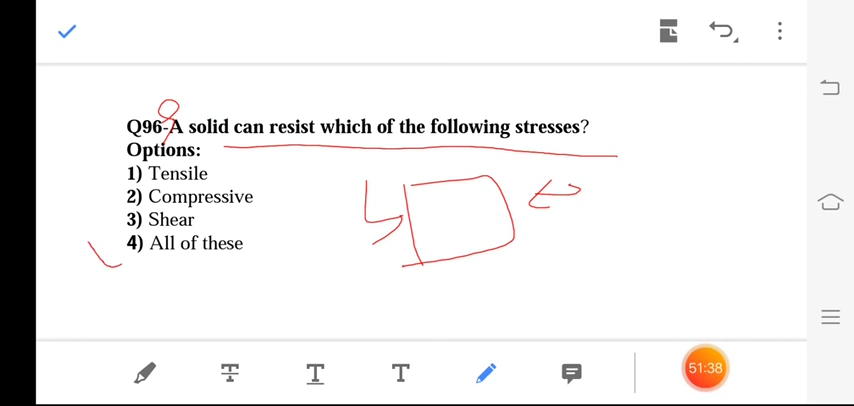 Q96-A solid can resist which of the following stresses?
Options:
1) Tensile
2) Compressive
3) Shear
4) All of these
T T T
51:38